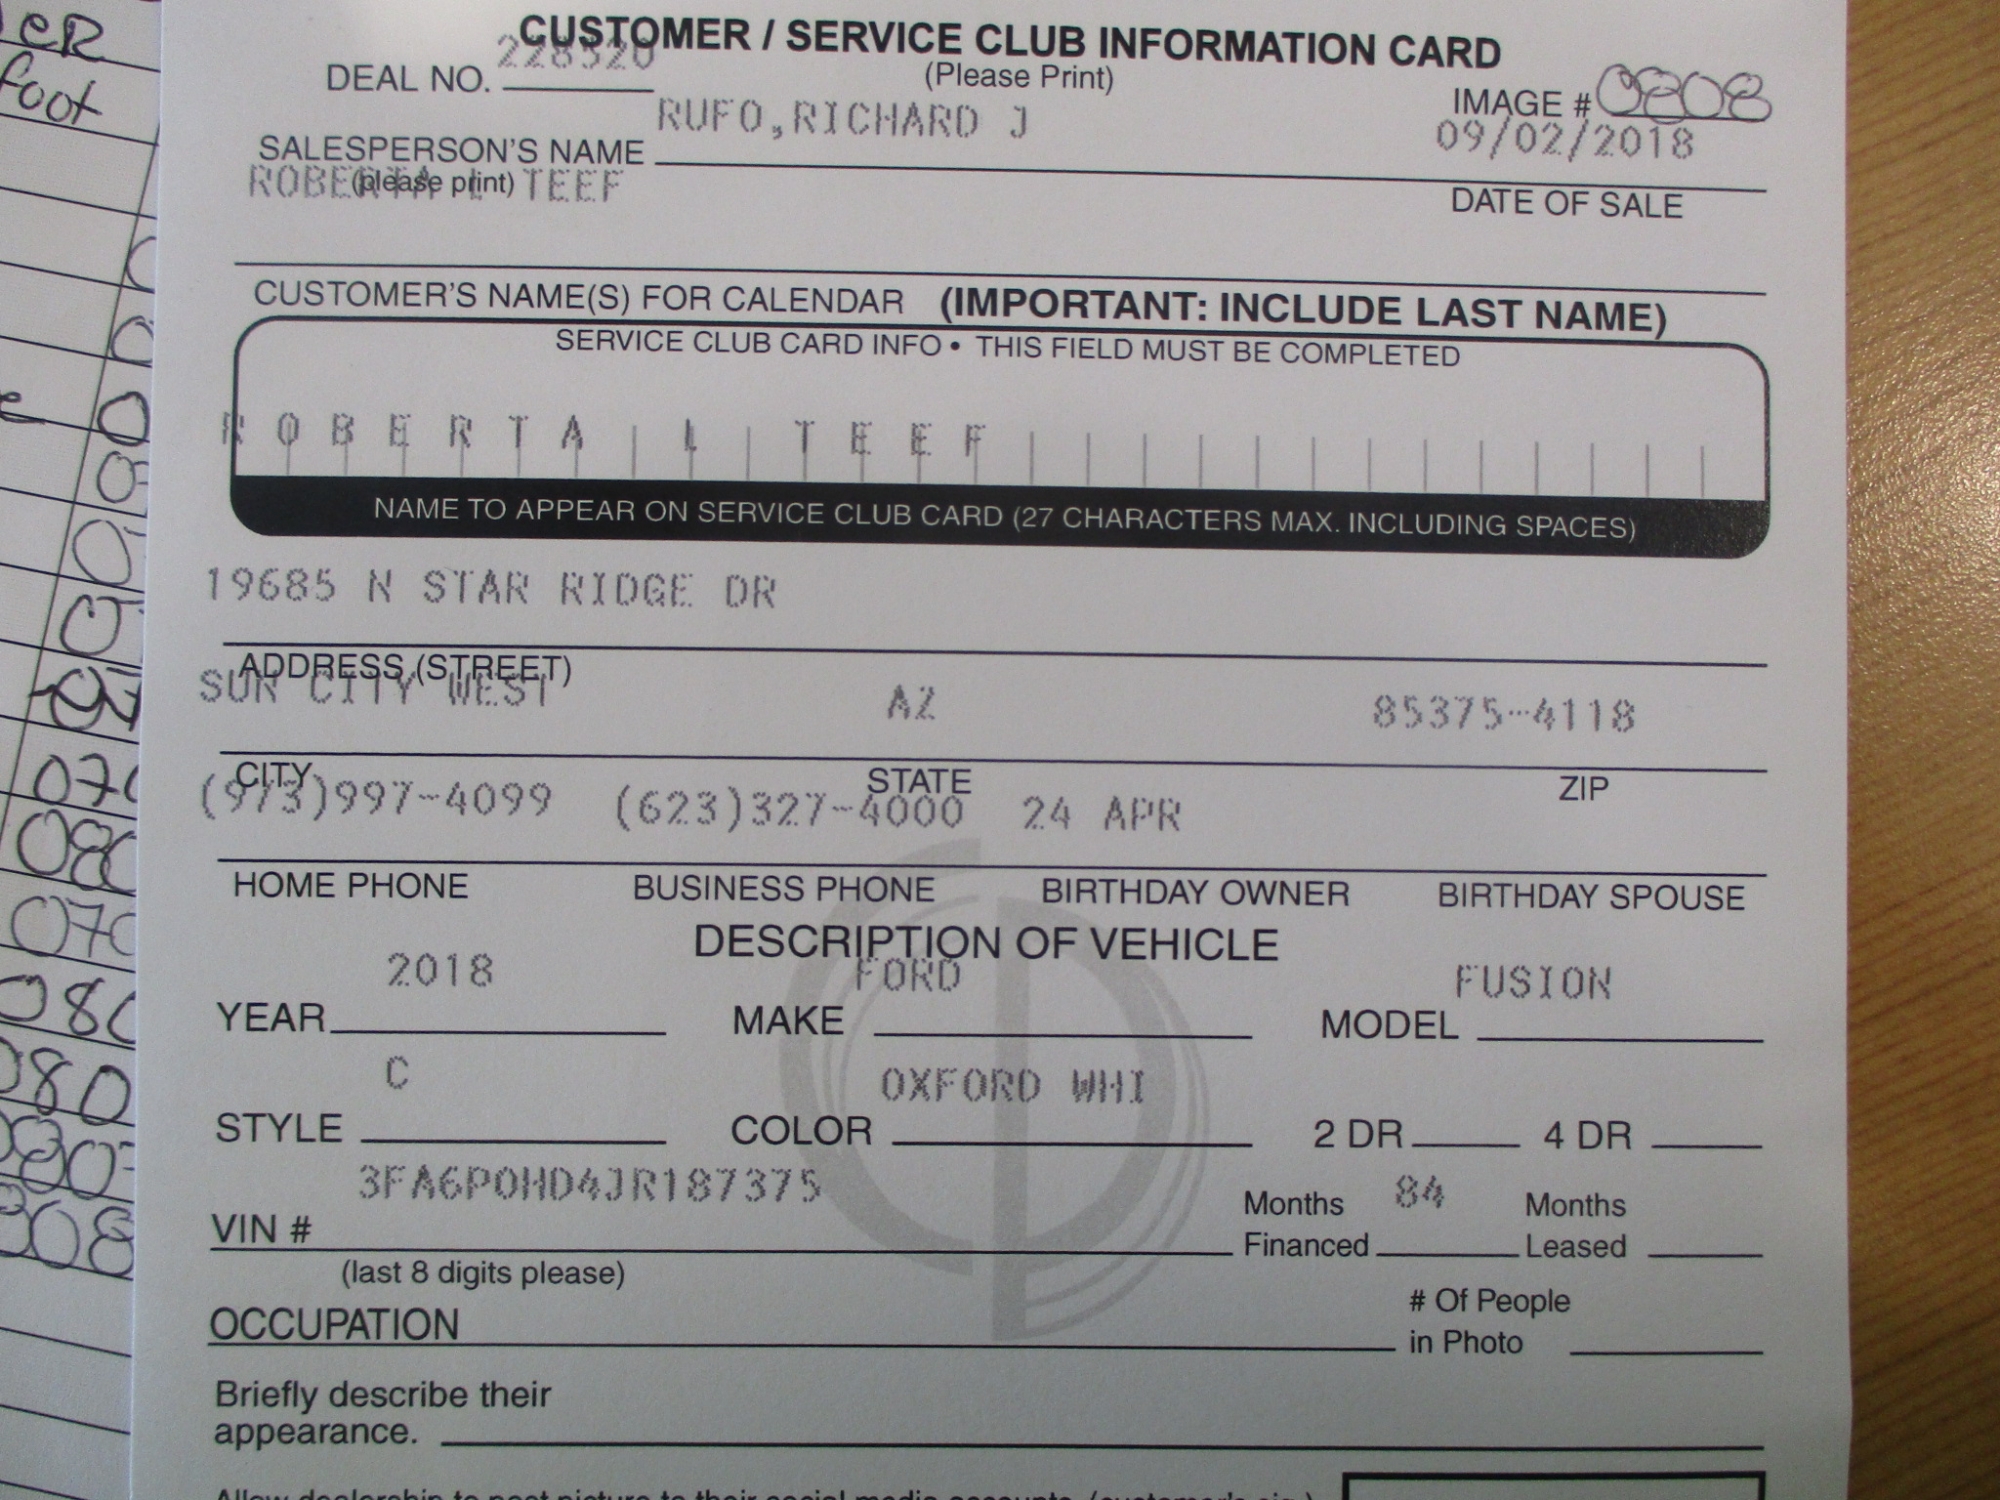 CUSTOMER / SERVICE CLUB INFORMATION CARD
(Please Print)
DEAL NO. 228520
IMAGE # 0808
RUFO,RICHARD J
09/02/2018
SALESPERSON'S NAME
(please print)
DATE OF SALE
ROBERTA L TEEF
CUSTOMER'S NAME(S) FOR CALENDAR (IMPORTANT: INCLUDE LAST NAME)
SERVICE CLUB CARD INFO • THIS FIELD MUST BE COMPLETED
ROBERTA L TEEF
NAME TO APPEAR ON SERVICE CLUB CARD (27 CHARACTERS MAX. INCLUDING SPACES)
19685 N STAR RIDGE DR
ADDRESS (STREET)
SUN CITY WEST AZ 85375-4118
CITY STATE ZIP
(973)997-4099 (623)327-4000 24 APR
HOME PHONE BUSINESS PHONE BIRTHDAY OWNER BIRTHDAY SPOUSE
DESCRIPTION OF VEHICLE
2018 FORD FUSION
YEAR MAKE MODEL
C OXFORD WHI
STYLE COLOR 2 DR 4 DR
3FA6P0HD4JR187375
VIN #
(last 8 digits please)
Months Financed 84 Months Leased
OCCUPATION
# Of People in Photo
Briefly describe their
appearance.
foot
080